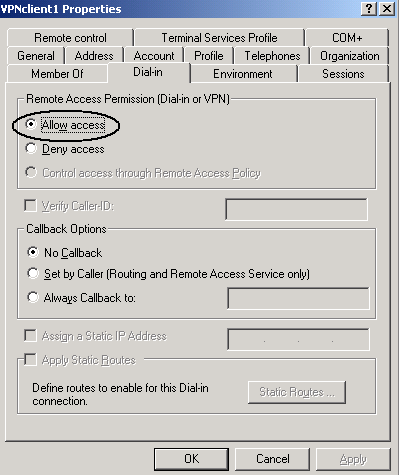 VPNclient1 Properties
Remote control Terminal Services Profile COM+
General Address Account Profile Telephones Organization
Member Of Dial-in Environment Sessions
Remote Access Permission (Dial-in or VPN)
Allow access
Deny access
Control access through Remote Access Policy
Verify Caller-ID:
Callback Options
No Callback
Set by Caller (Routing and Remote Access Service only)
Always Callback to:
Assign a Static IP Address . . .
Apply Static Routes
Define routes to enable for this Dial-in
connection.
Static Routes ...
OK Cancel Apply